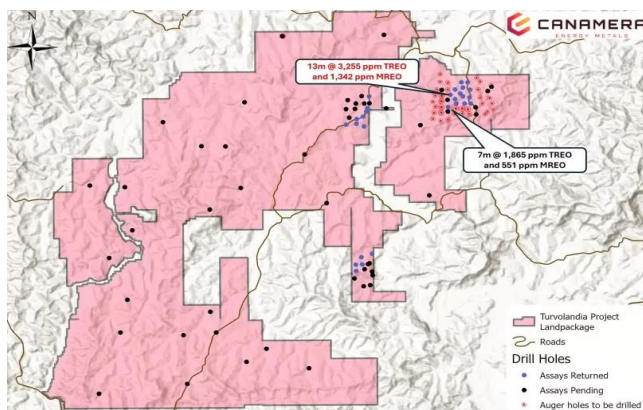 N
CANAMERA
ENERGY METALS
13m @ 3,255 ppm TREO
and 1,342 ppm MREO
7m @ 1,865 ppm TREO
and 551 ppm MREO
Turvolandia Project
Landpackage
Roads
Drill Holes
Assays Returned
Assays Pending
Auger holes to be drilled